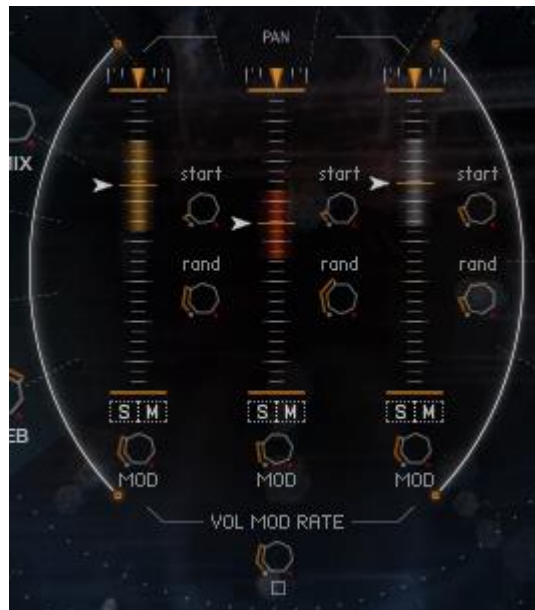 PAN
start
start
start
IX
rand
rand
rand
S M
S M
S M
EB
MOD
MOD
MOD
VOL MOD RATE